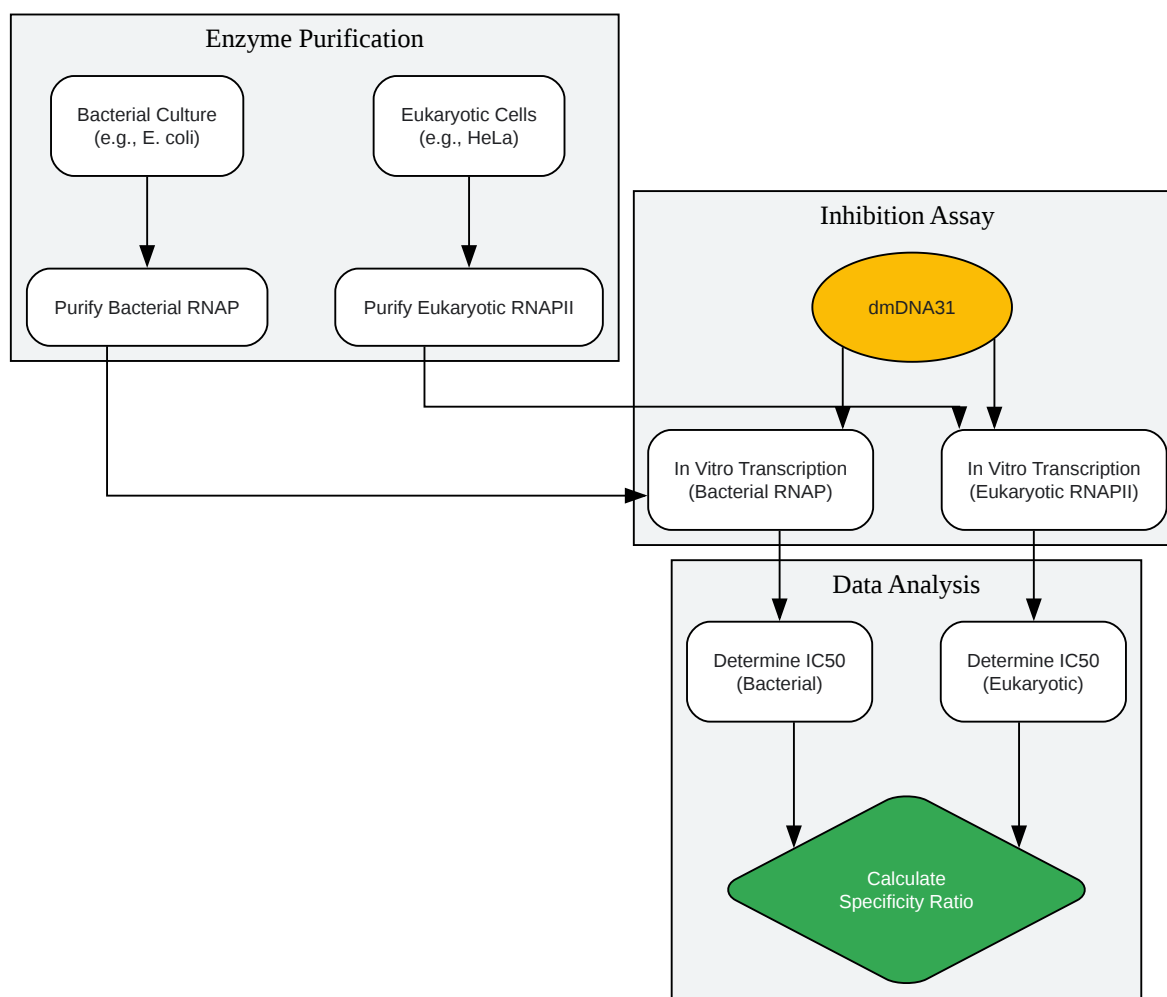 Enzyme Purification
Bacterial Culture
(e.g., E. coli)
Eukaryotic Cells
(e.g., HeLa)
Purify Bacterial RNAP
Purify Eukaryotic RNAPII
Inhibition Assay
dmDNA31
In Vitro Transcription
(Bacterial RNAP)
In Vitro Transcription
(Eukaryotic RNAPII)
Data Analysis
Determine IC50
(Bacterial)
Determine IC50
(Eukaryotic)
Calculate
Specificity Ratio